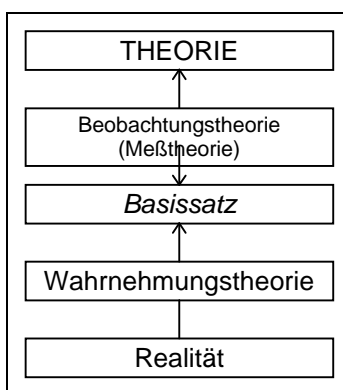 THEORIE
Beobachtungstheorie
(Meßtheorie)
Basissatz
Wahrnehmungstheorie
Realität